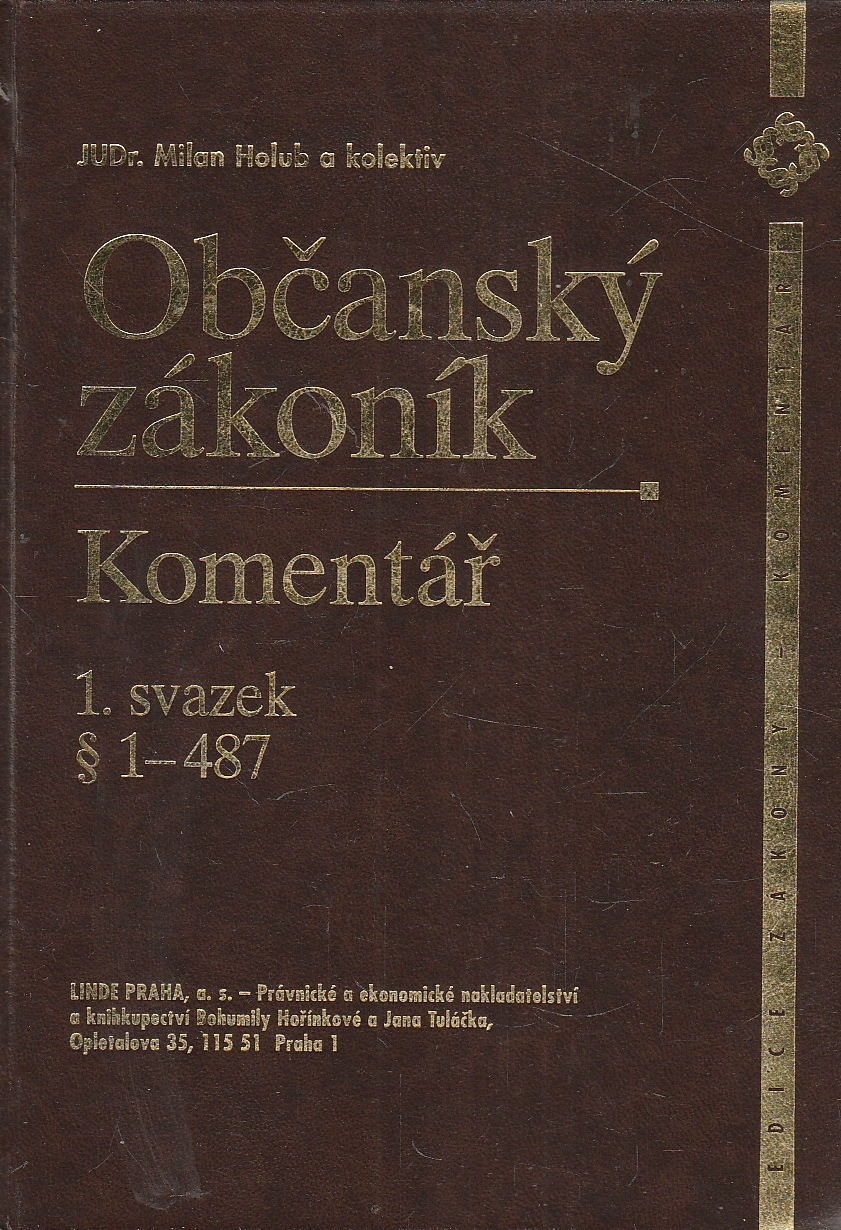 JUDr. Milan Holub a kolektiv
Občanský
zákoník
Komentář
1. svazek
§ 1–487
LINDE PRAHA, a. s. – Právnické a ekonomické nakladatelství
a knihkupectví Bohumily Hořínkové a Jana Tuláčka,
Opletalova 35, 115 51 Praha 1
EDICE ZÁKONY – KOMENTÁŘ